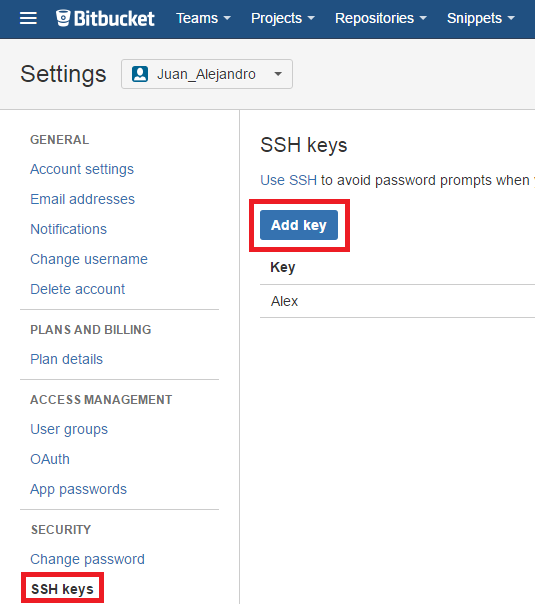 Bitbucket Teams Projects Repositories Snippets
Settings Juan_Alejandro
GENERAL
Account settings
Email addresses
Notifications
Change username
Delete account
PLANS AND BILLING
Plan details
ACCESS MANAGEMENT
User groups
OAuth
App passwords
SECURITY
Change password
SSH keys
SSH keys
Use SSH to avoid password prompts when
Add key
Key
Alex